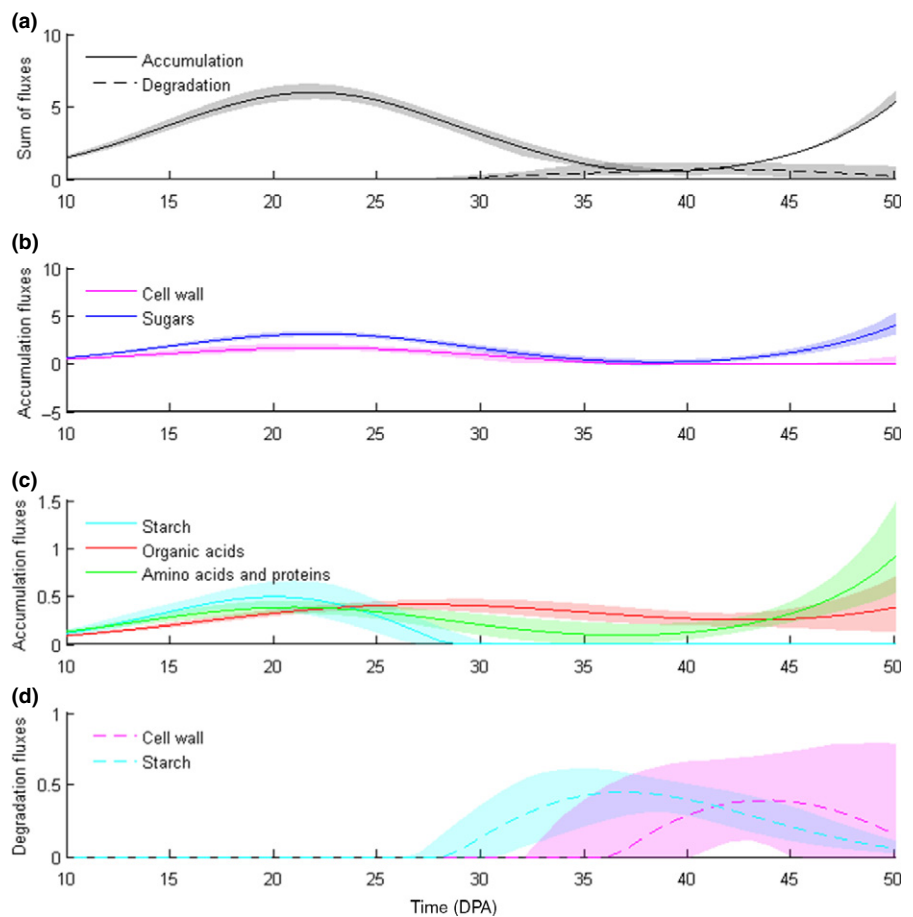 (a)
10
Accumulation
Degradation
5
0
Sum of fluxes
10 15 20 25 30 35 40 45 50
(b)
10
Cell wall
5
Sugars
0
−5
Accumulation fluxes
10 15 20 25 30 35 40 45 50
(c)
1.5
Starch
1
Organic acids
Amino acids and proteins
0.5
0
Accumulation fluxes
10 15 20 25 30 35 40 45 50
(d)
1
Cell wall
Starch
0.5
0
Degradation fluxes
10 15 20 25 30 35 40 45 50
Time (DPA)